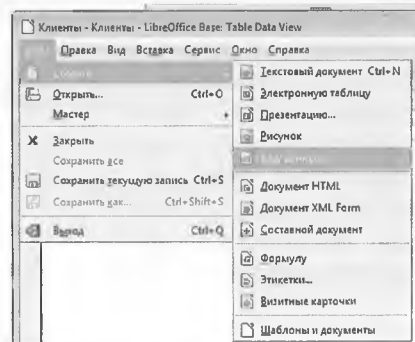 Клиенты - Клиенты - LibreOffice Base: Table Data View
Правка Вид Вставка Сервис Окно Справка
Открыть... Ctrl+O
Мастер
Закрыть
Сохранить все
Сохранить текущую запись Ctrl+S
Сохранить как... Ctrl+Shift+S
Выход Ctrl+Q
Текстовый документ Ctrl+N
Электронную таблицу
Презентацию...
Рисунок
Документ HTML
Документ XML Form
Составной документ
Формулу
Этикетки...
Визитные карточки
Шаблоны и документы